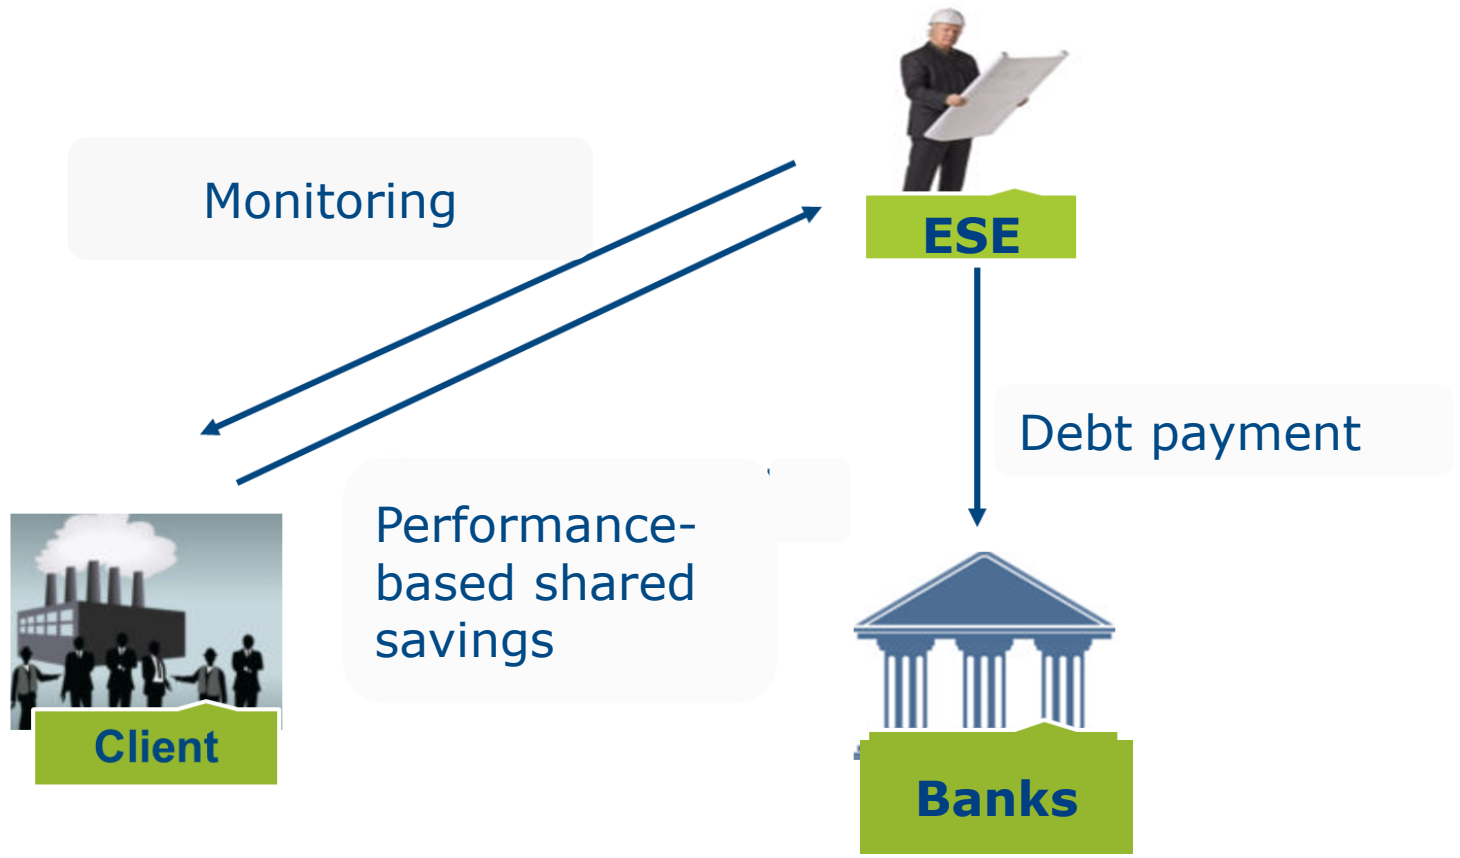 Monitoring
ESE
Debt payment
Performance-
based shared
savings
Client
Banks